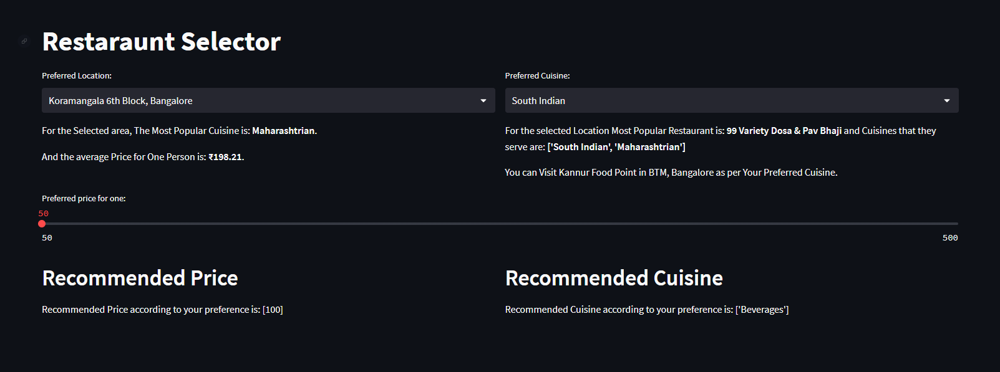 Restaraunt Selector
Preferred Location:
Koramangala 6th Block, Bangalore
For the Selected area, The Most Popular Cuisine is: Maharashtrian.
And the average Price for One Person is: ₹198.21.
Preferred Cuisine:
South Indian
For the selected Location Most Popular Restaurant is: 99 Variety Dosa & Pav Bhaji and Cuisines that they
serve are: ['South Indian', 'Maharashtrian']
You can Visit Kannur Food Point in BTM, Bangalore as per Your Preferred Cuisine.
Preferred price for one:
50
50
500
Recommended Price
Recommended Price according to your preference is: [100]
Recommended Cuisine
Recommended Cuisine according to your preference is: ['Beverages']